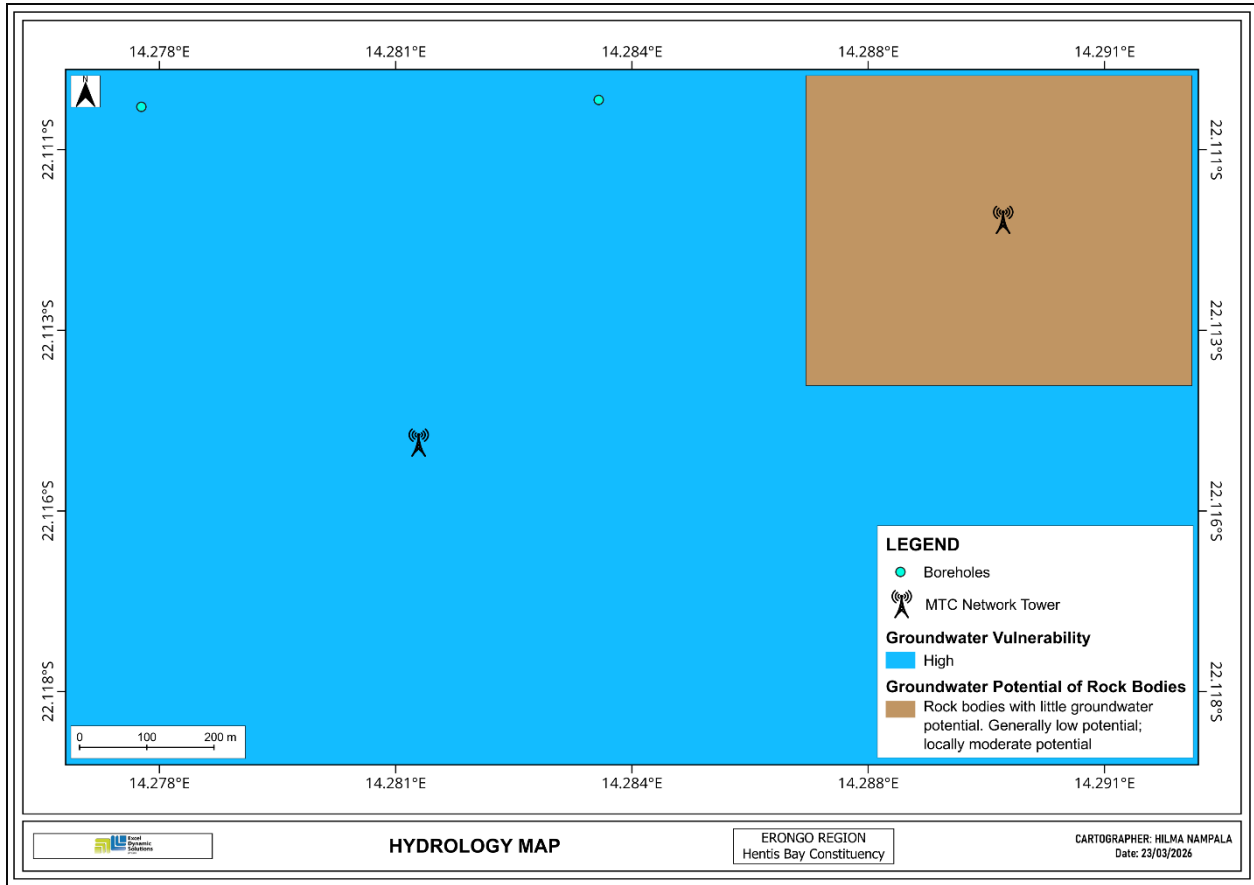 14.278°E 14.281°E 14.284°E 14.288°E 14.291°E
N
22.111°S 22.111°S
22.113°S 22.113°S
22.116°S 22.116°S
22.118°S 22.118°S
LEGEND
Boreholes
MTC Network Tower
Groundwater Vulnerability
High
Groundwater Potential of Rock Bodies
Rock bodies with little groundwater
potential. Generally low potential;
locally moderate potential
0 100 200 m
14.278°E 14.281°E 14.284°E 14.288°E 14.291°E
Excel
Dynamic
Solutions
HYDROLOGY MAP
ERONGO REGION
Hentis Bay Constituency
CARTOGRAPHER: HILMA NAMPALA
Date: 23/03/2026